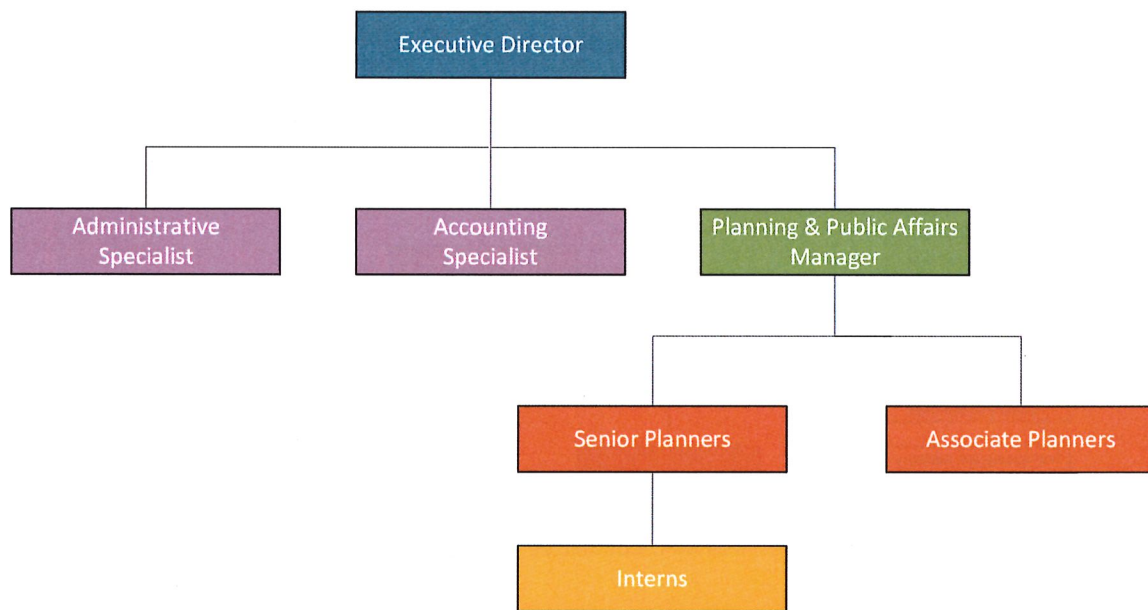 Executive Director
Administrative
Specialist
Accounting
Specialist
Planning & Public Affairs
Manager
Senior Planners
Associate Planners
Interns